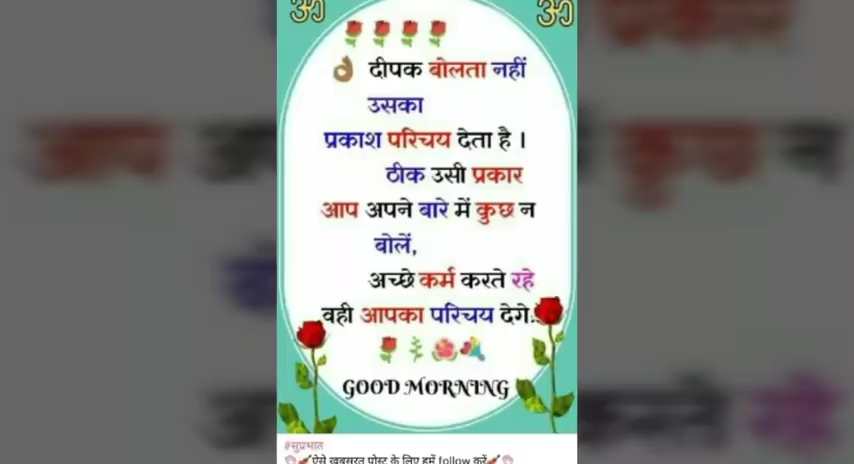 ॐ ॐ
दीपक बोलता नहीं
उसका
प्रकाश परिचय देता है ।
ठीक उसी प्रकार
आप अपने बारे में कुछ न
बोलें,
अच्छे कर्म करते रहे
वही आपका परिचय देगे..
GOOD MORNING
#सुप्रभात
ऐसे खूबसूरत पोस्ट के लिए हमें follow करें